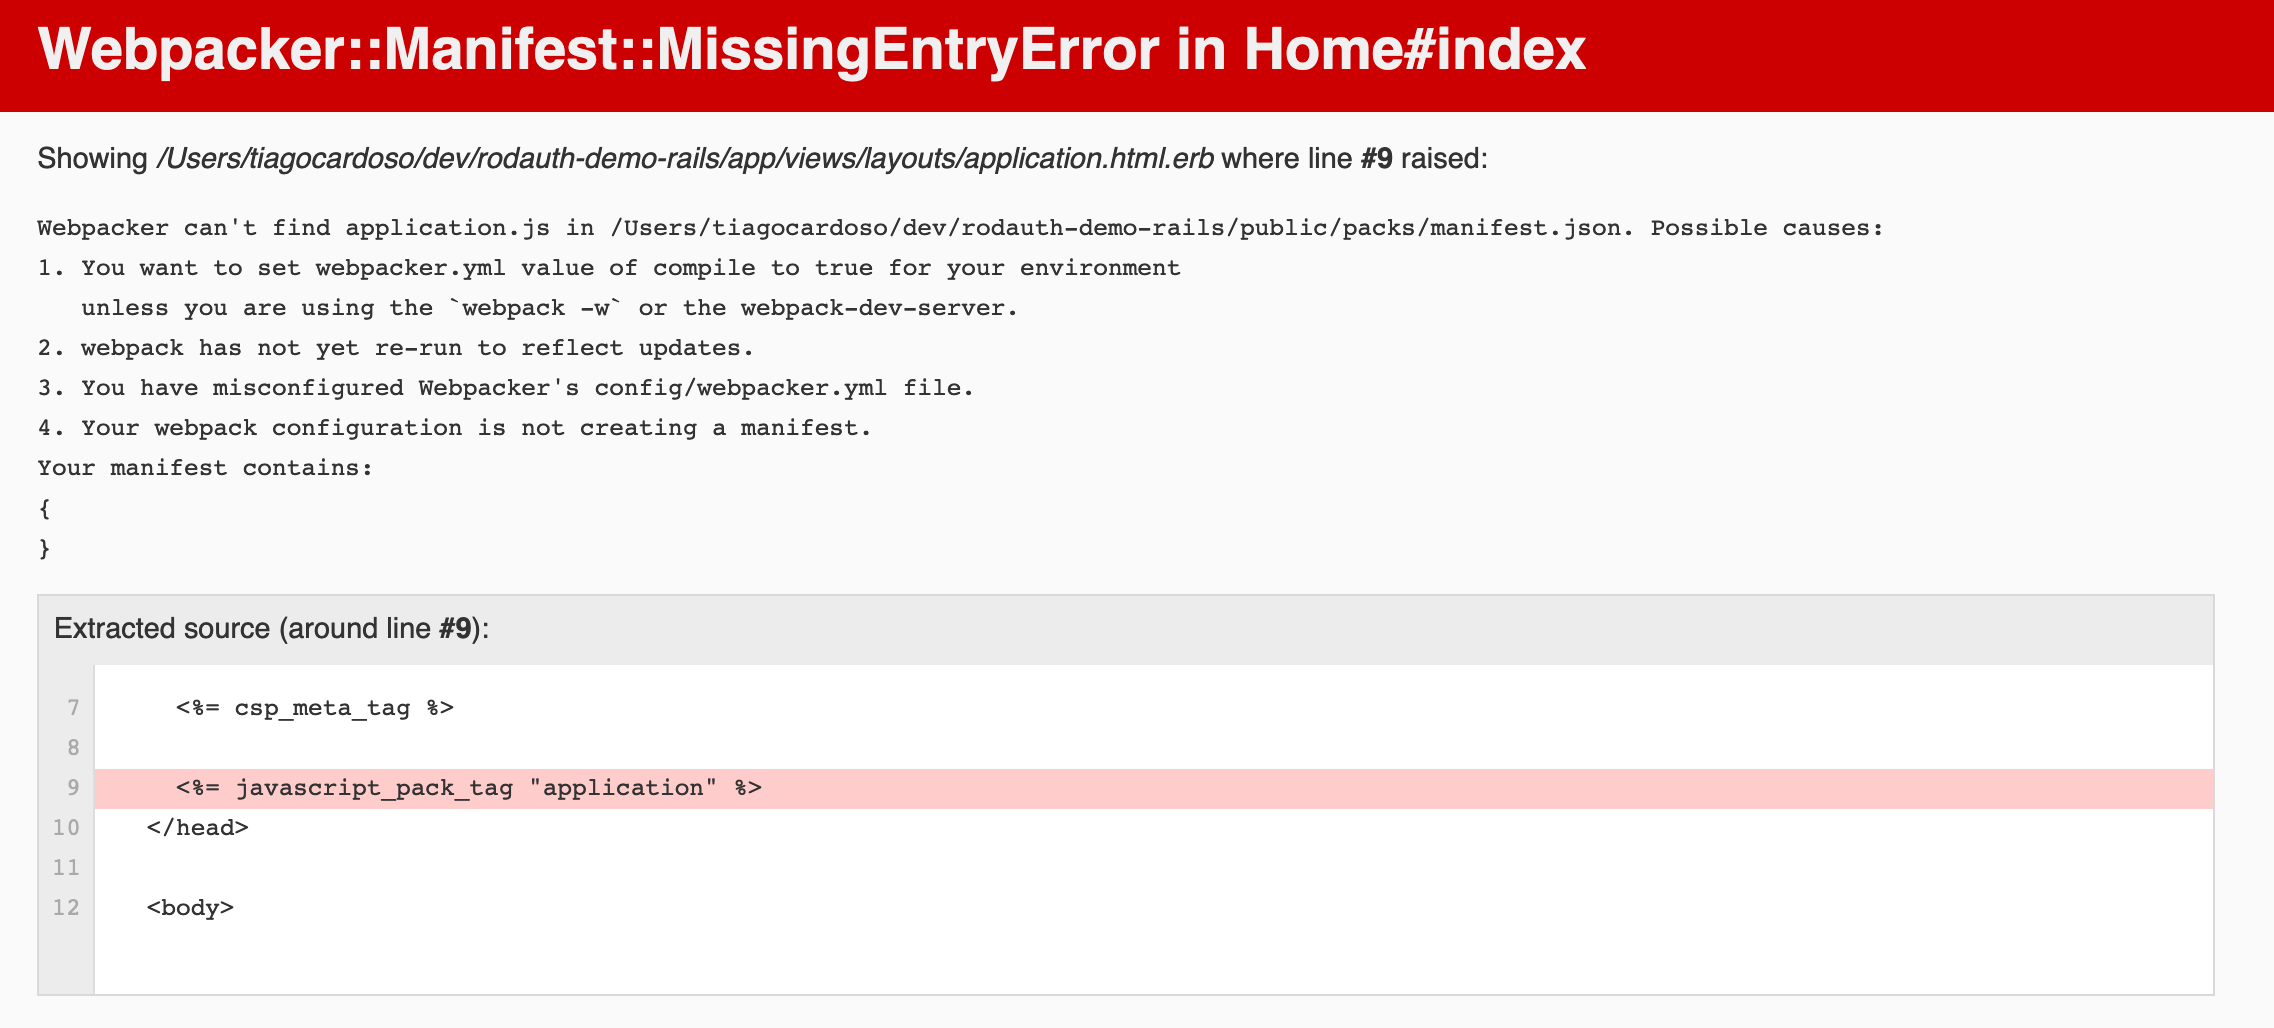 Webpacker::Manifest::MissingEntryError in Home#index
Showing /Users/tiagocardoso/dev/rodauth-demo-rails/app/views/layouts/application.html.erb where line #9 raised:
Webpacker can't find application.js in /Users/tiagocardoso/dev/rodauth-demo-rails/public/packs/manifest.json. Possible causes:
1. You want to set webpacker.yml value of compile to true for your environment
   unless you are using the `webpack -w` or the webpack-dev-server.
2. webpack has not yet re-run to reflect updates.
3. You have misconfigured Webpacker's config/webpacker.yml file.
4. Your webpack configuration is not creating a manifest.
Your manifest contains:
{
}
Extracted source (around line #9):
7 <%= csp_meta_tag %>
8
9 <%= javascript_pack_tag "application" %>
10 </head>
11
12 <body>